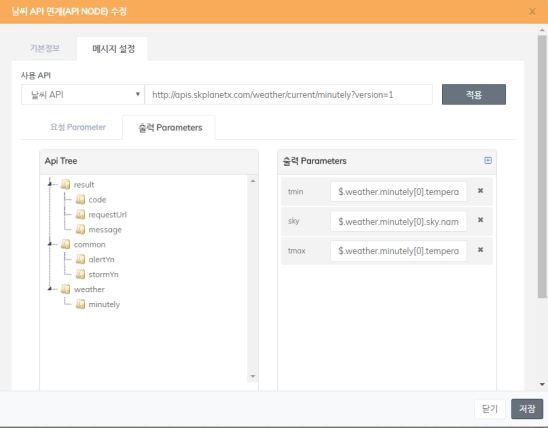 날씨 API 연계(API NODE) 수정
x
기본정보
메시지 설정
사용 API
날씨 API
http://apis.skplanetx.com/weather/current/minutely?version=1
적용
요청 Parameter
출력 Parameters
Api Tree
result
code
requestUrl
message
common
alertYn
stormYn
weather
minutely
출력 Parameters
tmin
$.weather.minutely[0].tempera
sky
$.weather.minutely[0].sky.nam
tmax
$.weather.minutely[0].tempera
닫기
저장